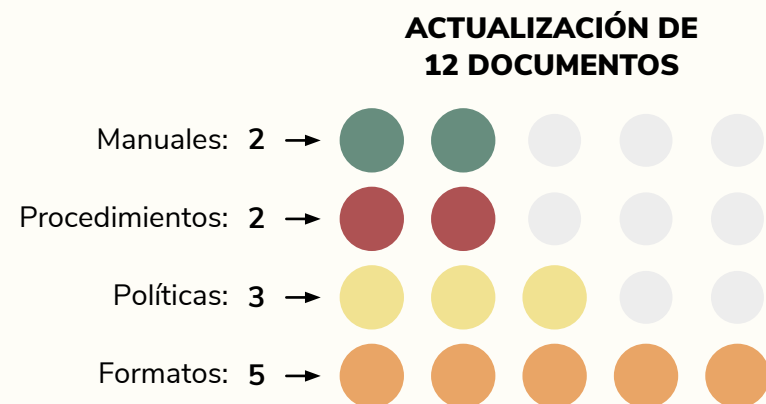 ACTUALIZACIÓN DE
12 DOCUMENTOS
Manuales: 2
Procedimientos: 2
Políticas: 3
Formatos: 5